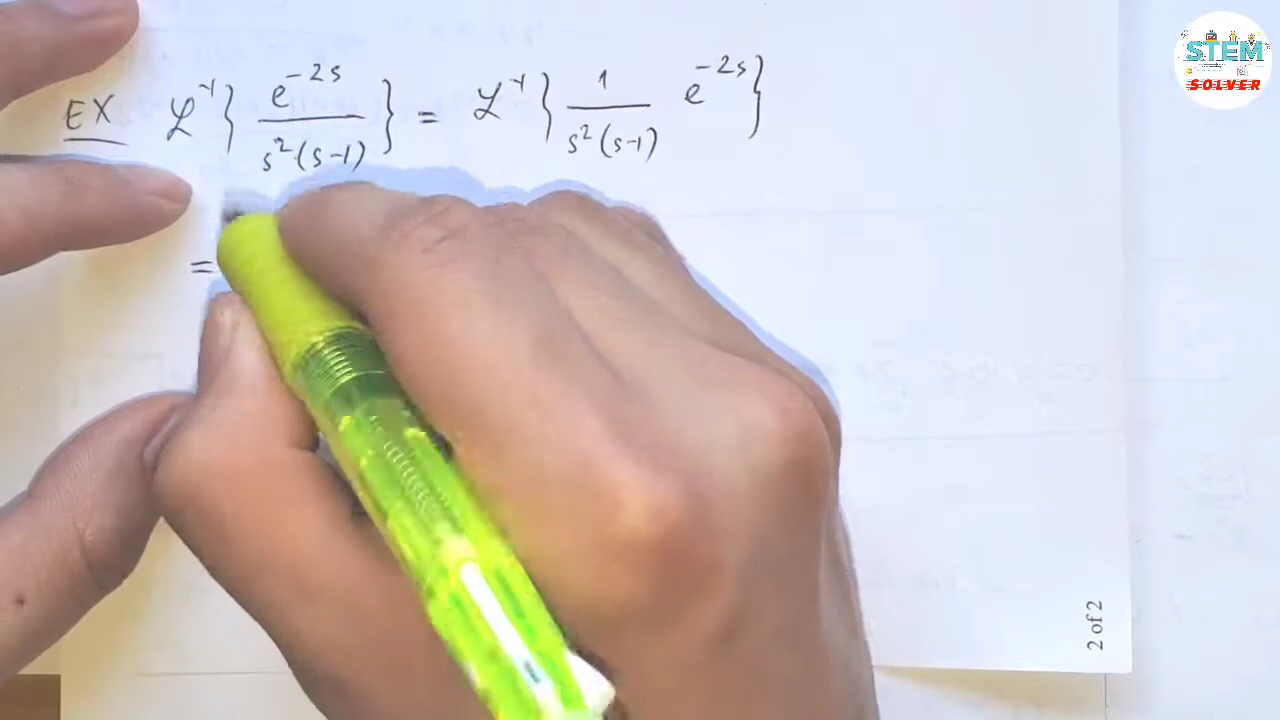 STEM
SOLVER
EX ℒ⁻¹{ e^{-2s} / s²(s-1) } = ℒ⁻¹{ 1 / s²(s-1) e^{-2s} }
=
2 of 2